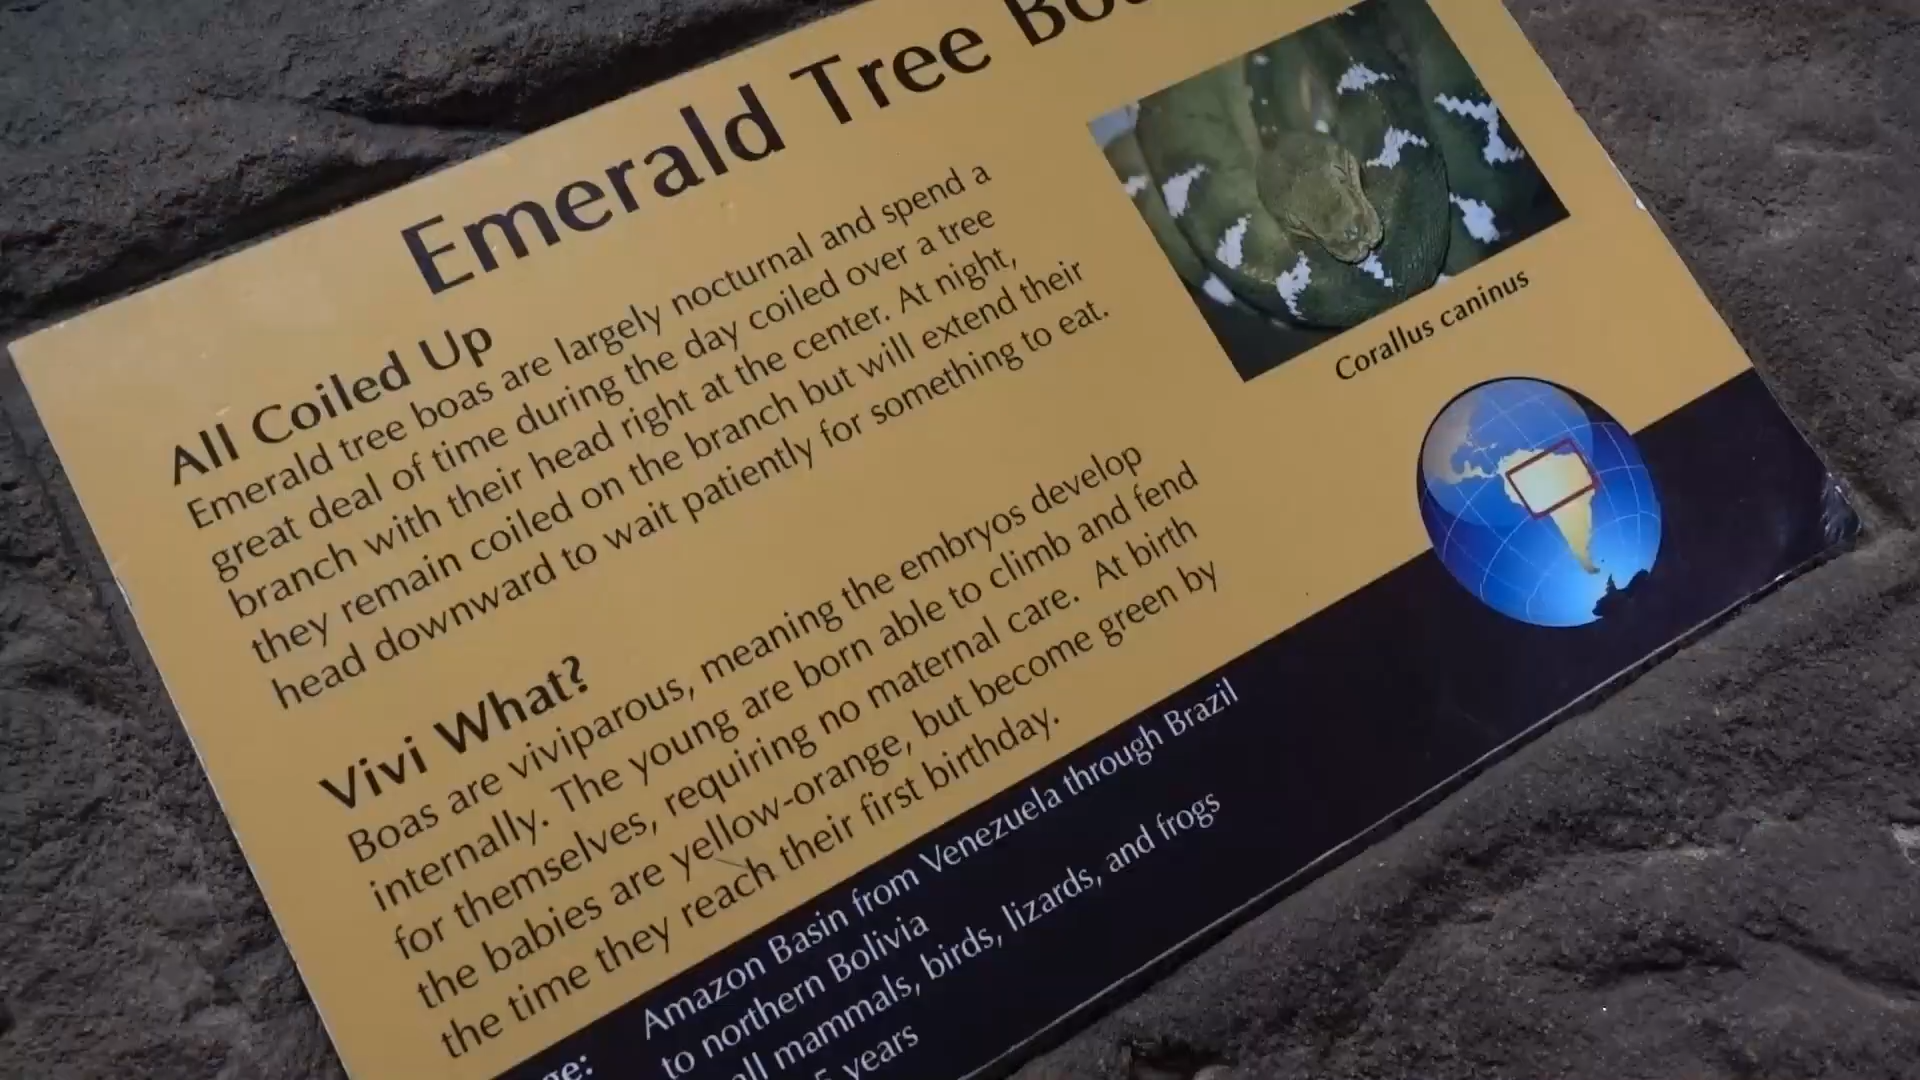 Emerald Tree
All Coiled Up
Emerald tree boas are largely nocturnal and spend a
great deal of time during the day coiled over a tree
branch with their head right at the center. At night,
they remain coiled on the branch but will extend their
head downward to wait patiently for something to eat.
Vivi What?
Boas are viviparous, meaning the embryos develop
internally. The young are born able to climb and fend
for themselves, requiring no maternal care. At birth
the babies are yellow-orange, but become green by
the time they reach their first birthday.
Corallus caninus
Amazon Basin from Venezuela through Brazil
to northern Bolivia
mammals, birds, lizards, and frogs
years